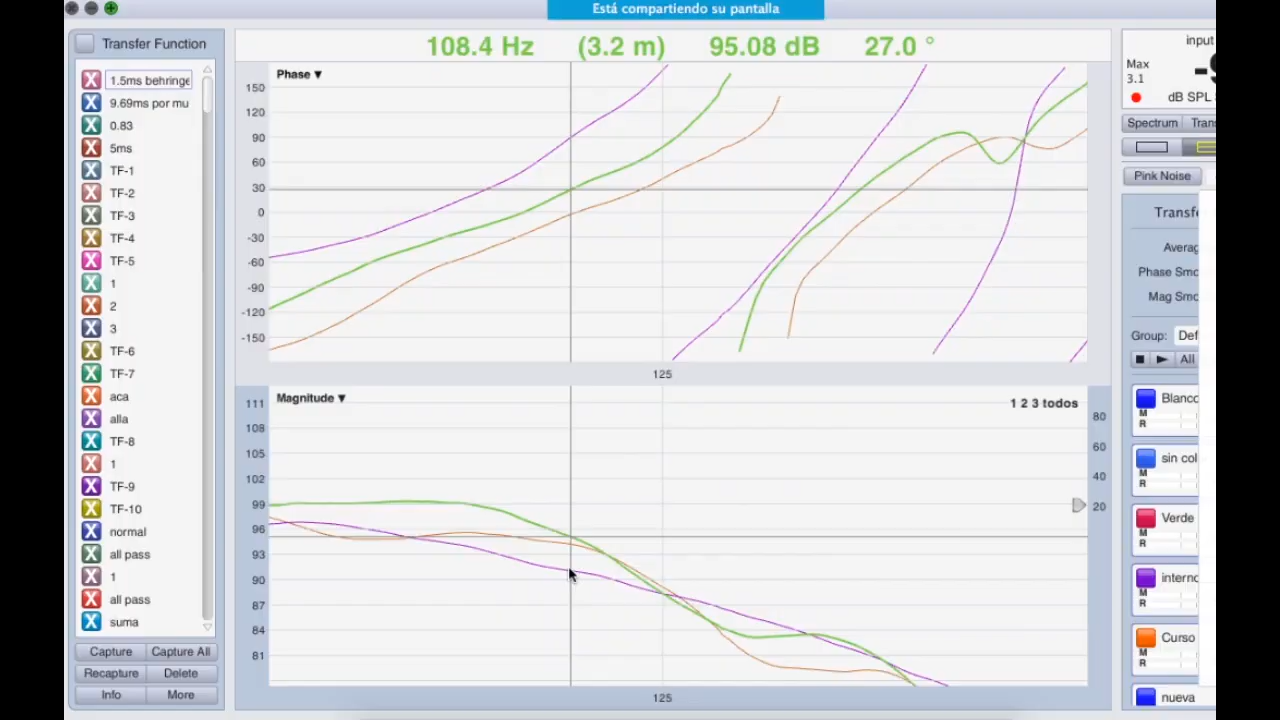 Está compartiendo su pantalla
Transfer Function
108.4 Hz (3.2 m) 95.08 dB 27.0 °
input
Max
3.1
dB SPL
Phase ▼
150
120
90
60
30
0
-30
-60
-90
-120
-150
125
Magnitude ▼
1 2 3 todos
111
108
105
102
99
96
93
90
87
84
81
80
60
40
20
125
1.5ms behringe
9.69ms por mu
0.83
5ms
TF-1
TF-2
TF-3
TF-4
TF-5
1
2
3
TF-6
TF-7
aca
alla
TF-8
1
TF-9
TF-10
normal
all pass
1
all pass
suma
Capture Capture All
Recapture Delete
Info More
Spectrum Trans
Pink Noise
Transfe
Averag
Phase Smo
Mag Smo
Group: Def
All
Blanco
M
R
sin col
M
R
Verde
M
R
interno
M
R
Curso
M
R
nueva